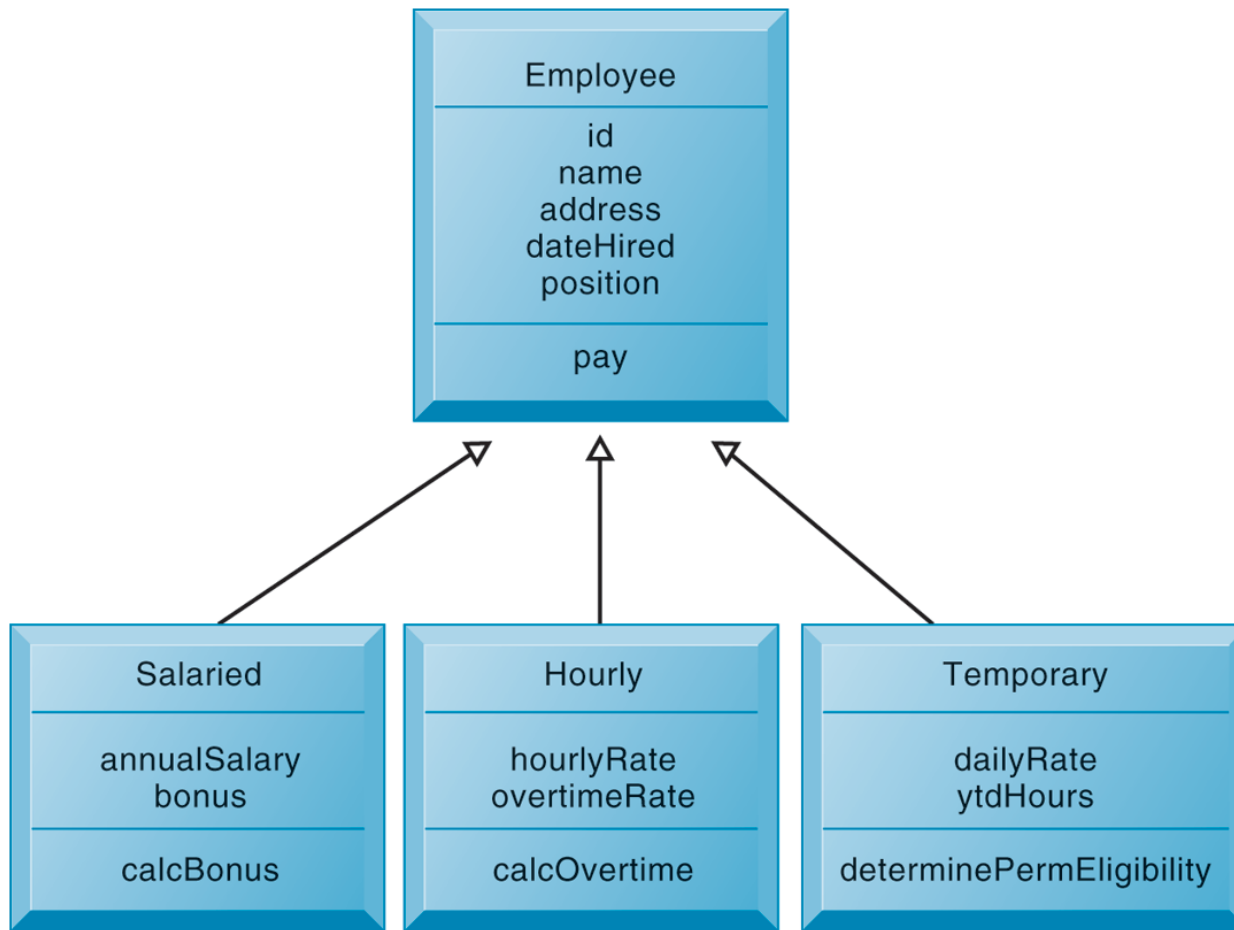 Employee
id
name
address
dateHired
position
pay
Salaried
annualSalary
bonus
calcBonus
Hourly
hourlyRate
overtimeRate
calcOvertime
Temporary
dailyRate
ytdHours
determinePermEligibility